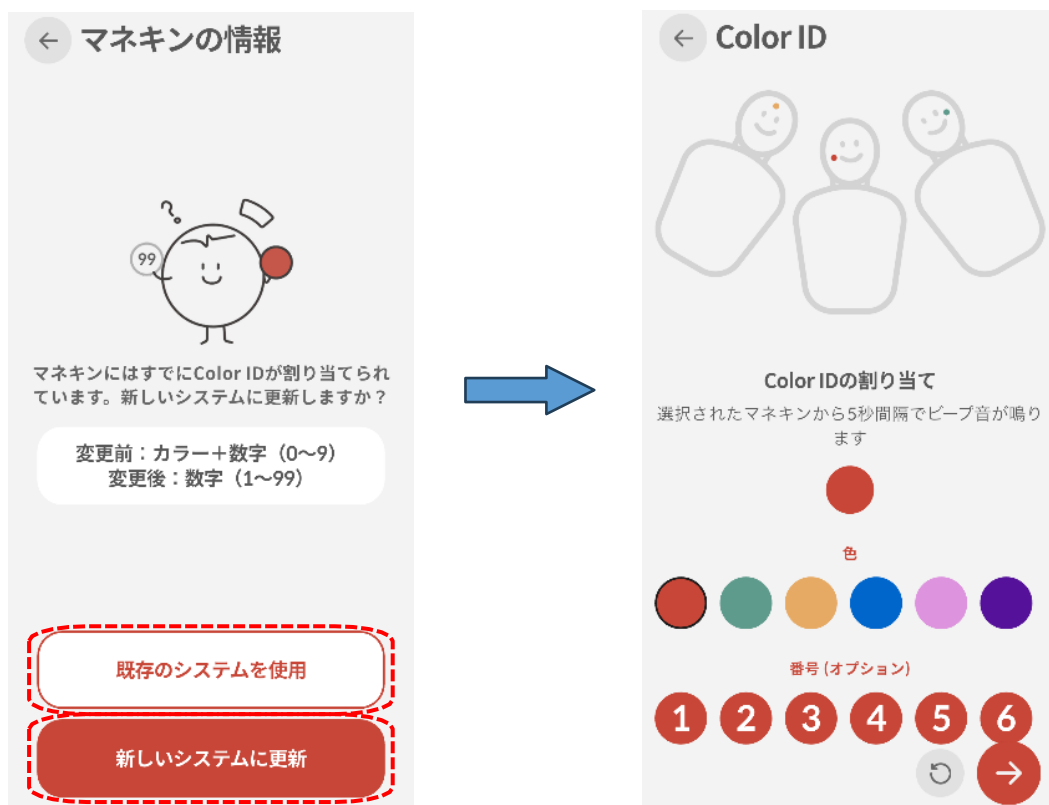 マネキンの情報
?
99
マネキンにはすでにColor IDが割り当てられ
ています。新しいシステムに更新しますか？
変更前：カラー＋数字（0～9）
変更後：数字（1～99）
既存のシステムを使用
新しいシステムに更新
Color ID
Color IDの割り当て
選択されたマネキンから5秒間隔でビープ音が鳴り
ます
色
番号 (オプション)
1 2 3 4 5 6